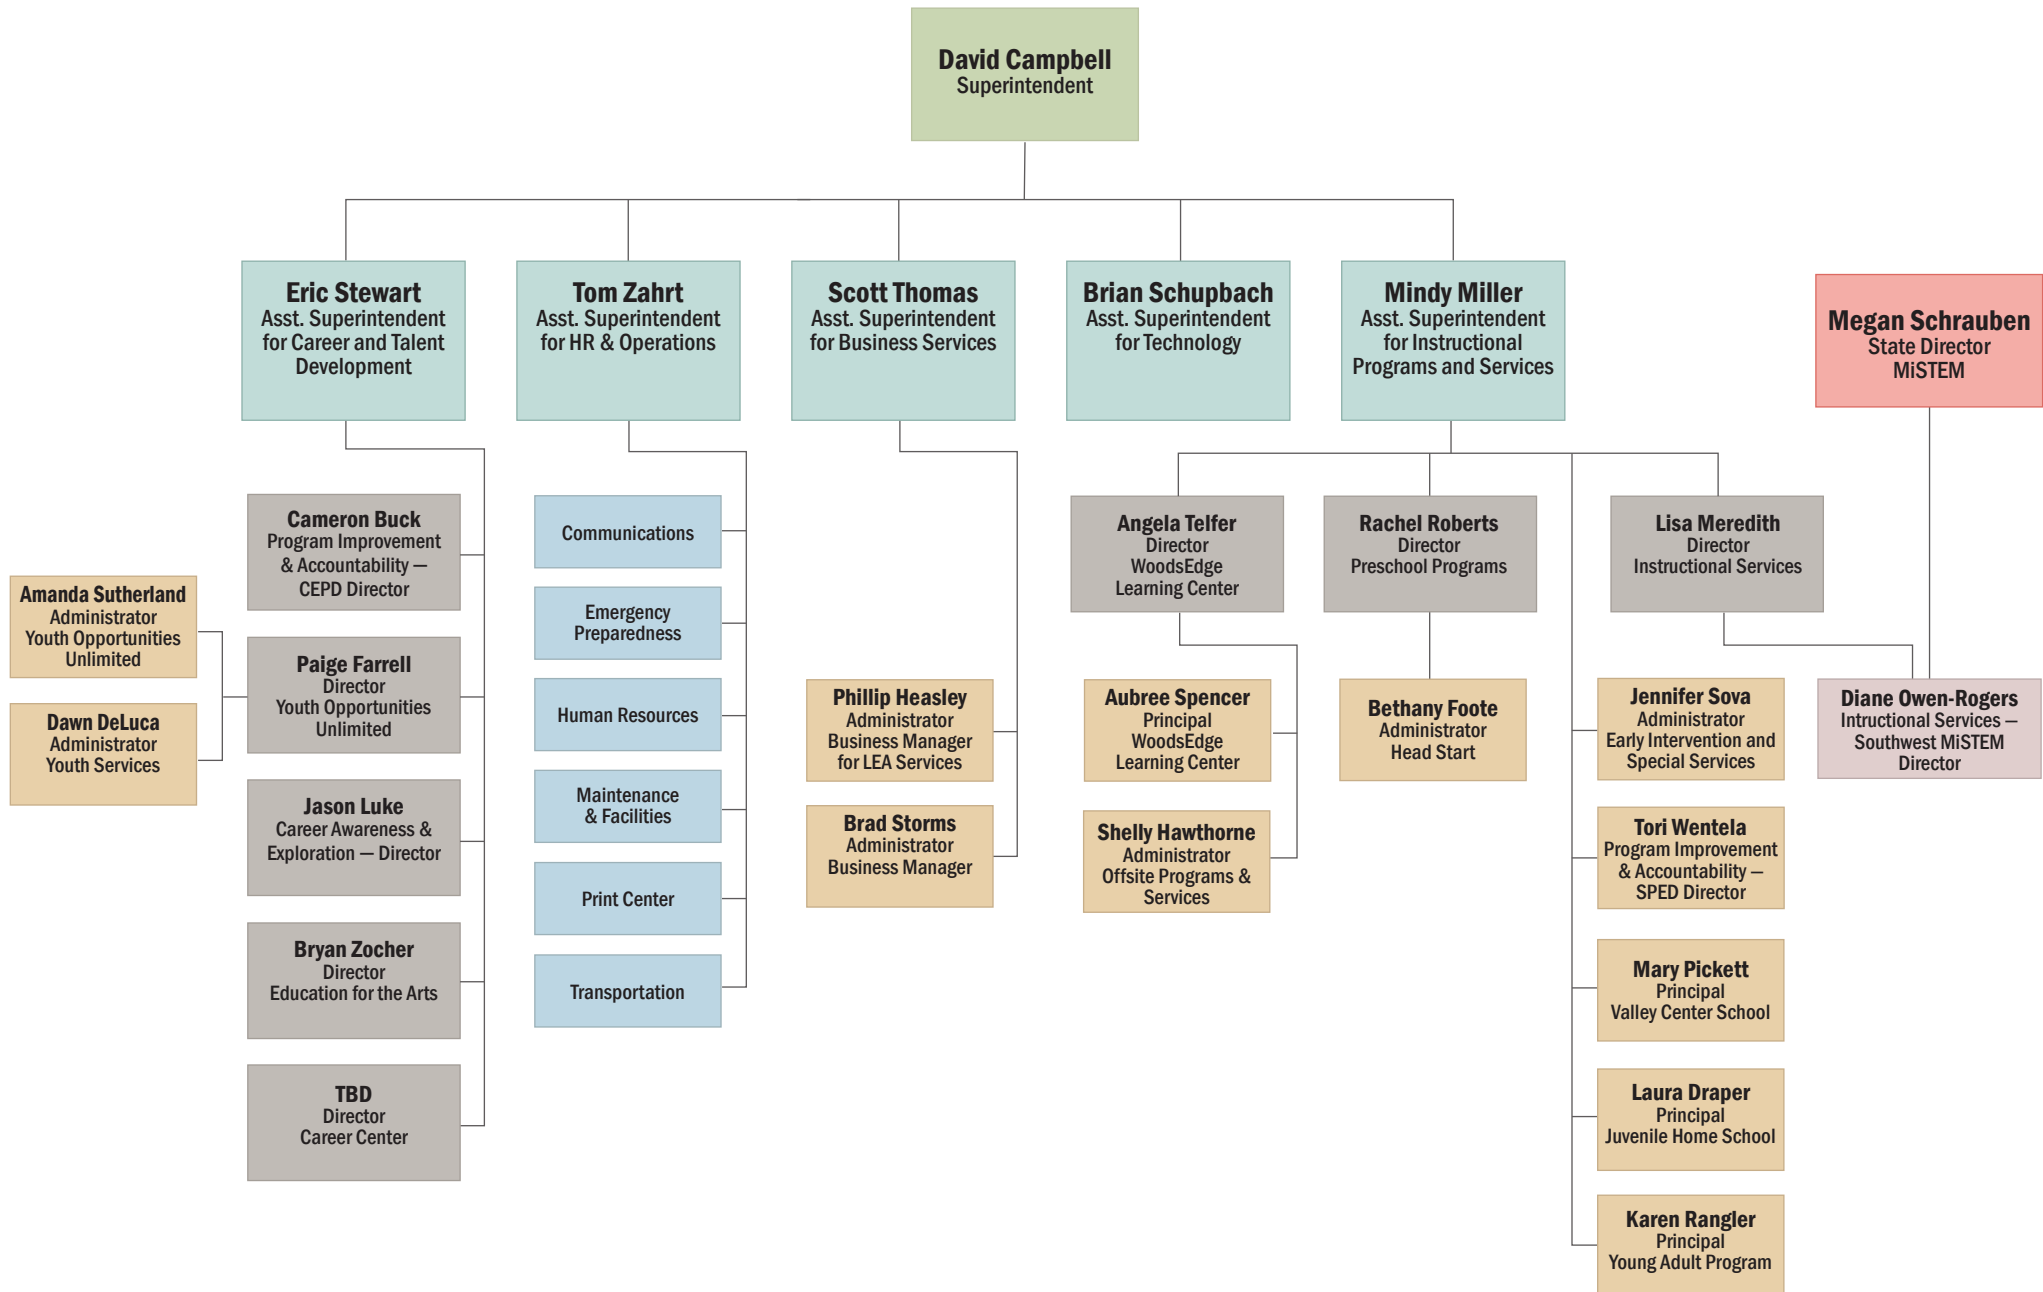 David Campbell
Superintendent
Eric Stewart
Asst. Superintendent
for Career and Talent
Development
Tom Zahrt
Asst. Superintendent
for HR & Operations
Scott Thomas
Asst. Superintendent
for Business Services
Brian Schupbach
Asst. Superintendent
for Technology
Mindy Miller
Asst. Superintendent
for Instructional
Programs and Services
Megan Schrauben
State Director
MiSTEM
Cameron Buck
Program Improvement
& Accountability —
CEPD Director
Amanda Sutherland
Administrator
Youth Opportunities
Unlimited
Paige Farrell
Director
Youth Opportunities
Unlimited
Dawn DeLuca
Administrator
Youth Services
Jason Luke
Career Awareness &
Exploration — Director
Bryan Zocher
Director
Education for the Arts
TBD
Director
Career Center
Communications
Emergency
Preparedness
Human Resources
Maintenance
& Facilities
Print Center
Transportation
Phillip Heasley
Administrator
Business Manager
for LEA Services
Brad Storms
Administrator
Business Manager
Angela Telfer
Director
WoodsEdge
Learning Center
Rachel Roberts
Director
Preschool Programs
Lisa Meredith
Director
Instructional Services
Aubree Spencer
Principal
WoodsEdge
Learning Center
Shelly Hawthorne
Administrator
Offsite Programs &
Services
Bethany Foote
Administrator
Head Start
Jennifer Sova
Administrator
Early Intervention and
Special Services
Tori Wentela
Program Improvement
& Accountability —
SPED Director
Mary Pickett
Principal
Valley Center School
Laura Draper
Principal
Juvenile Home School
Karen Rangler
Principal
Young Adult Program
Diane Owen-Rogers
Intructional Services —
Southwest MiSTEM
Director